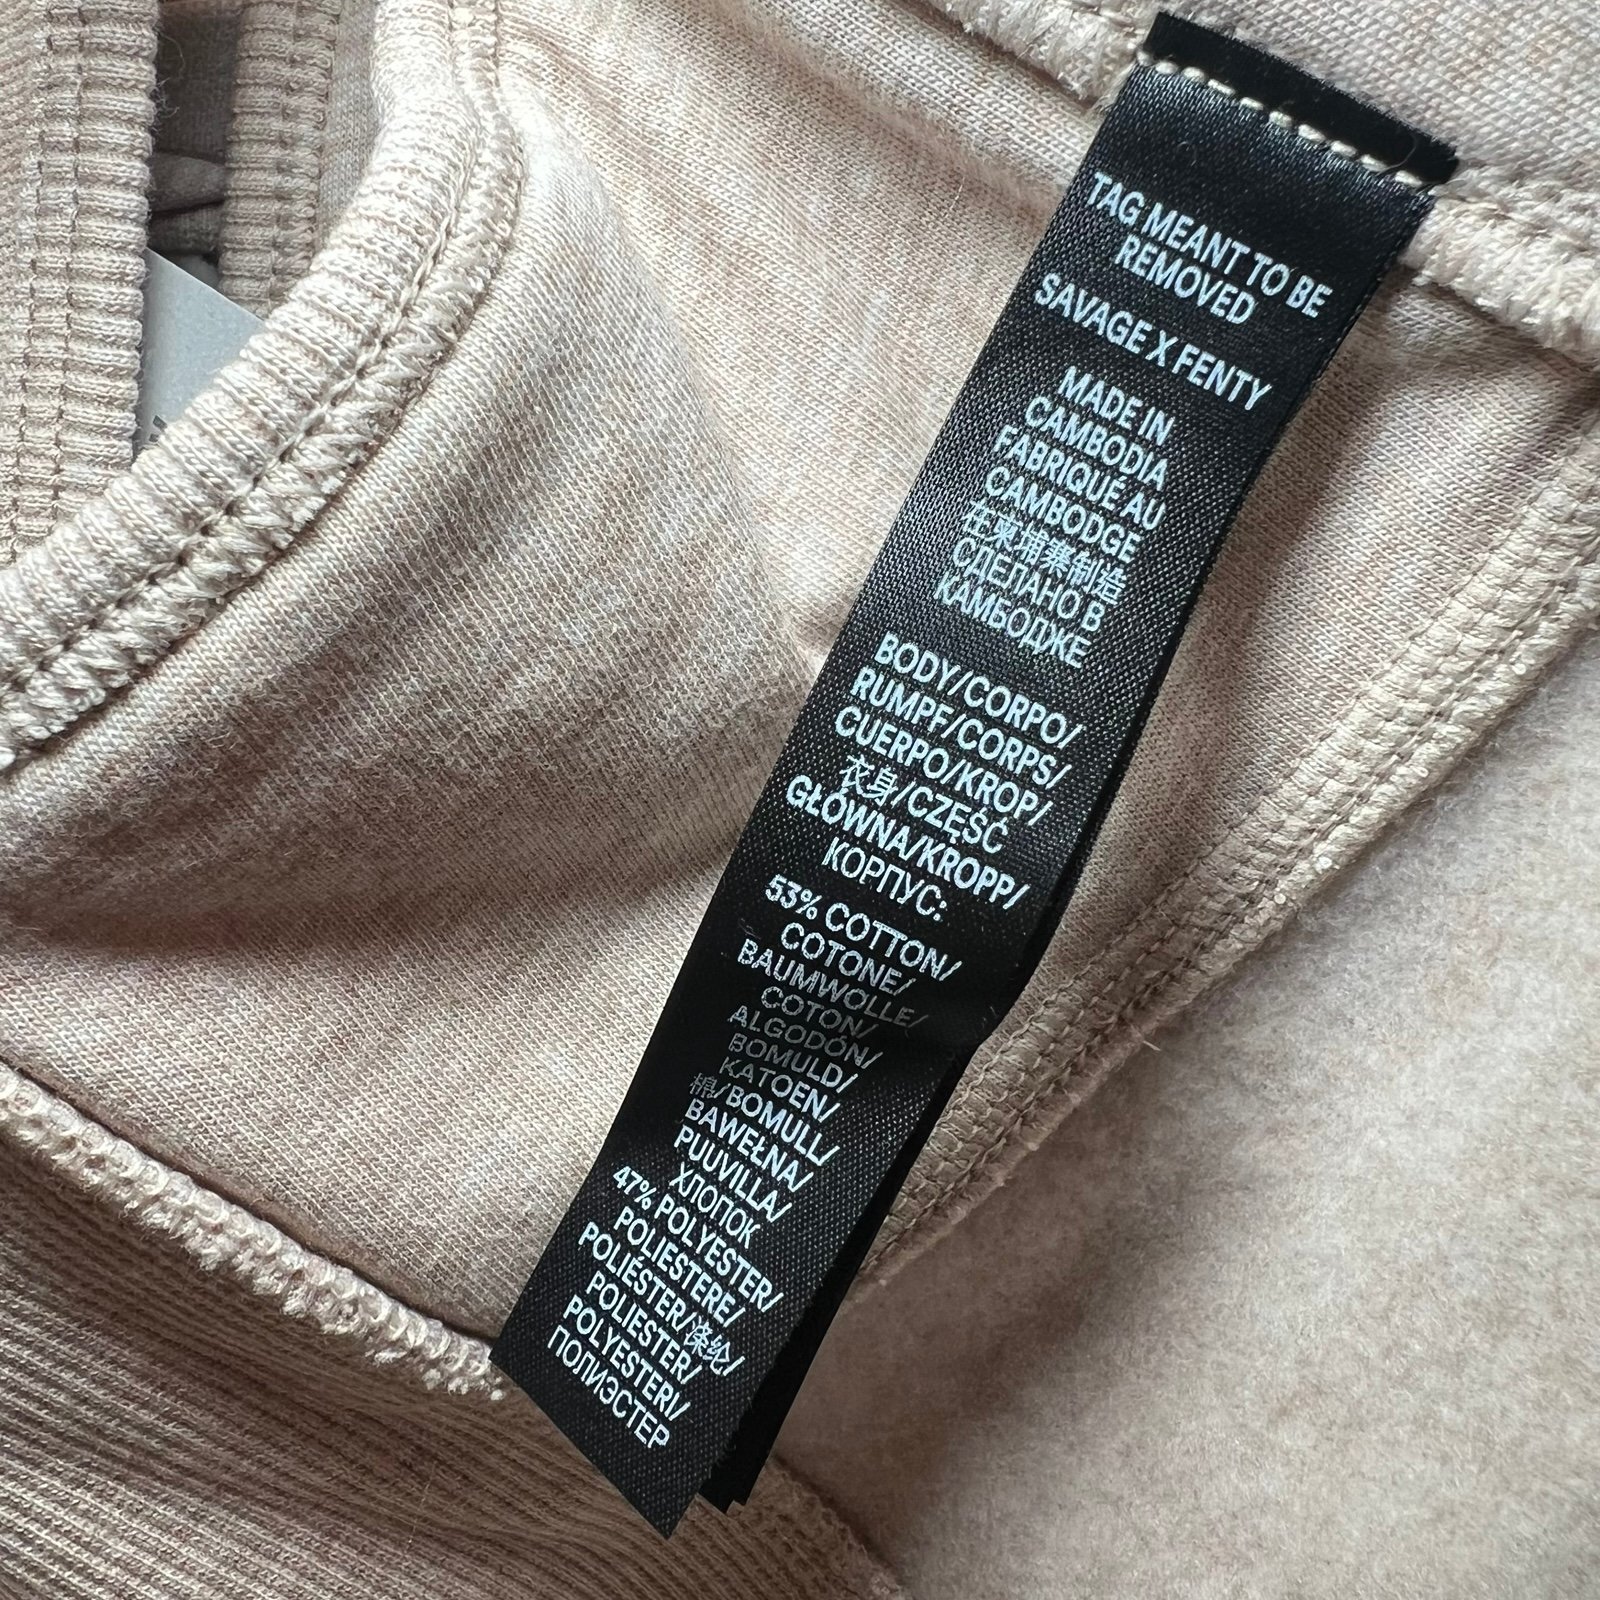 TAG MEANT TO BE
REMOVED
SAVAGE X FENTY
MADE IN
CAMBODIA
FABRIQUÉ AU
CAMBODGE
在柬埔寨制造
СДЕЛАНО В
КАМБОДЖЕ
BODY/CORPO/
RUMPF/CORPS/
CUERPO/KROP/
衣身/CZĘŚĆ
GŁÓWNA/KROPP/
КОРПУС:
53% COTTON/
COTONE/
BAUMWOLLE/
COTON/
ALGODÓN/
BOMULD/
KATOEN/
棉/BOMULL/
BAWEŁNA/
PUUVILLA/
ХЛОПОК
47% POLYESTER/
POLIESTERE/
POLIÉSTER/涤纶/
POLIESTER/
POLYESTERI/
ПОЛИЭСТЕР